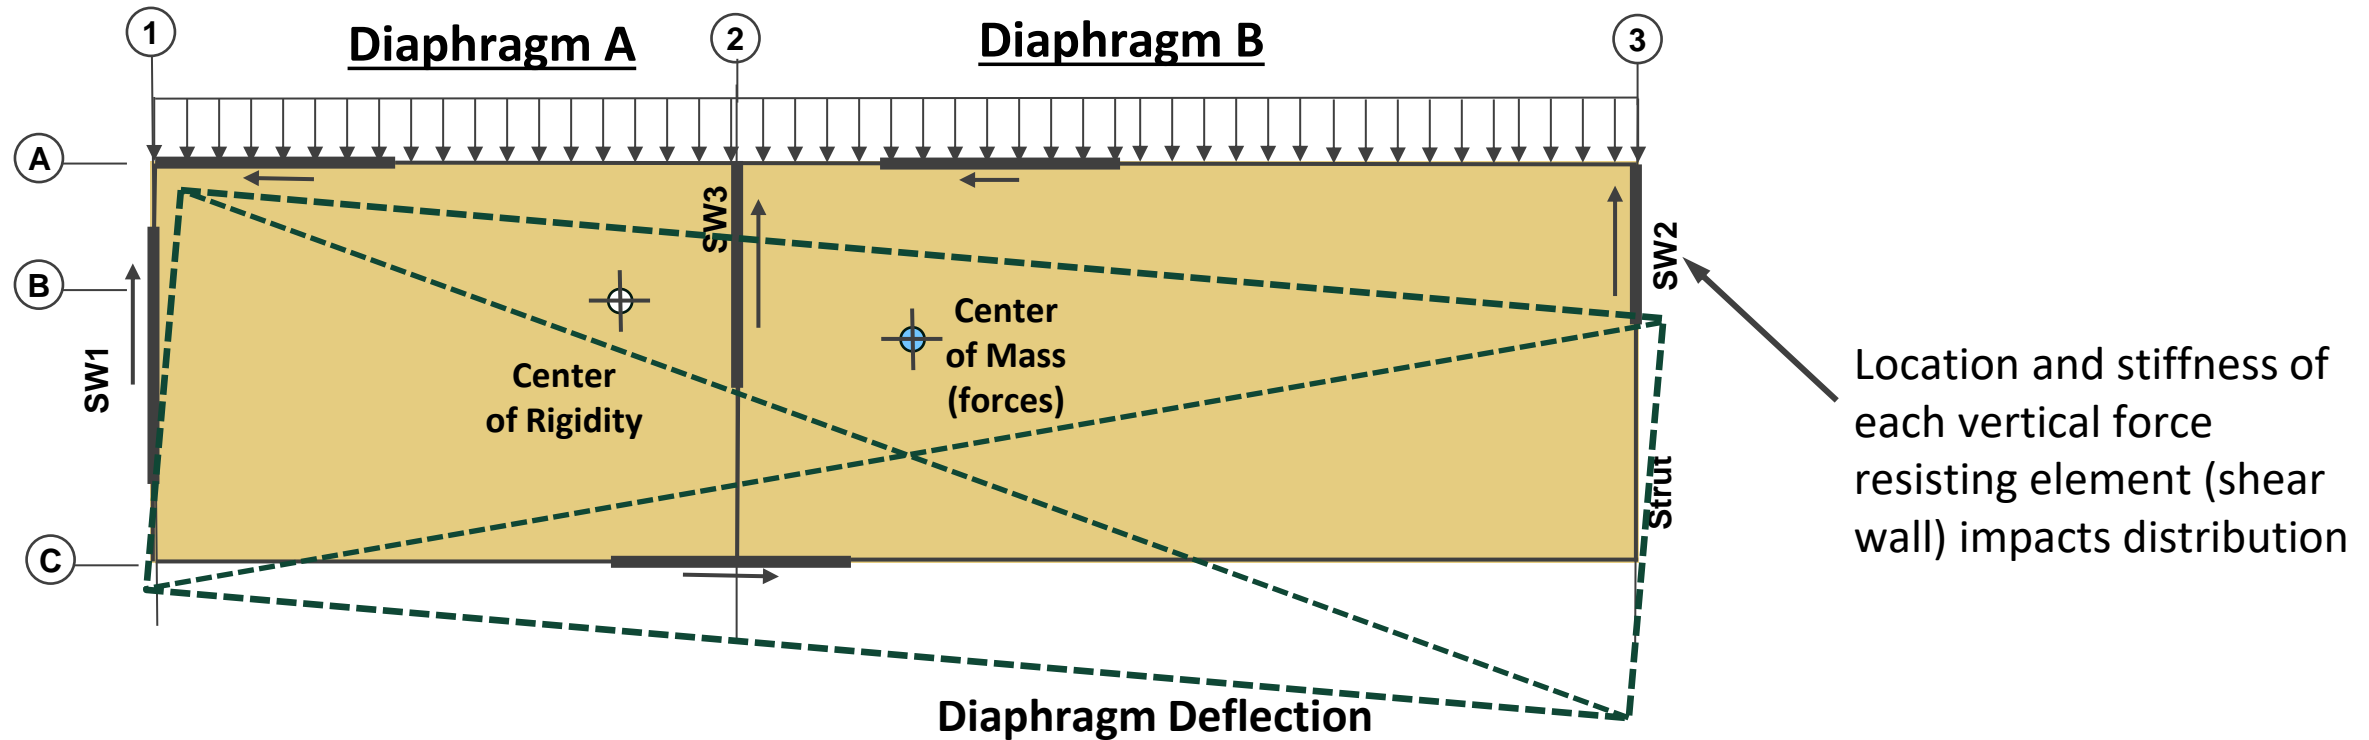 1
Diaphragm A
2
Diaphragm B
3
A
SW3
SW2
B
Center
of Mass
(forces)
Center
of Rigidity
SW1
Location and stiffness of
each vertical force
resisting element (shear
wall) impacts distribution
Strut
C
Diaphragm Deflection